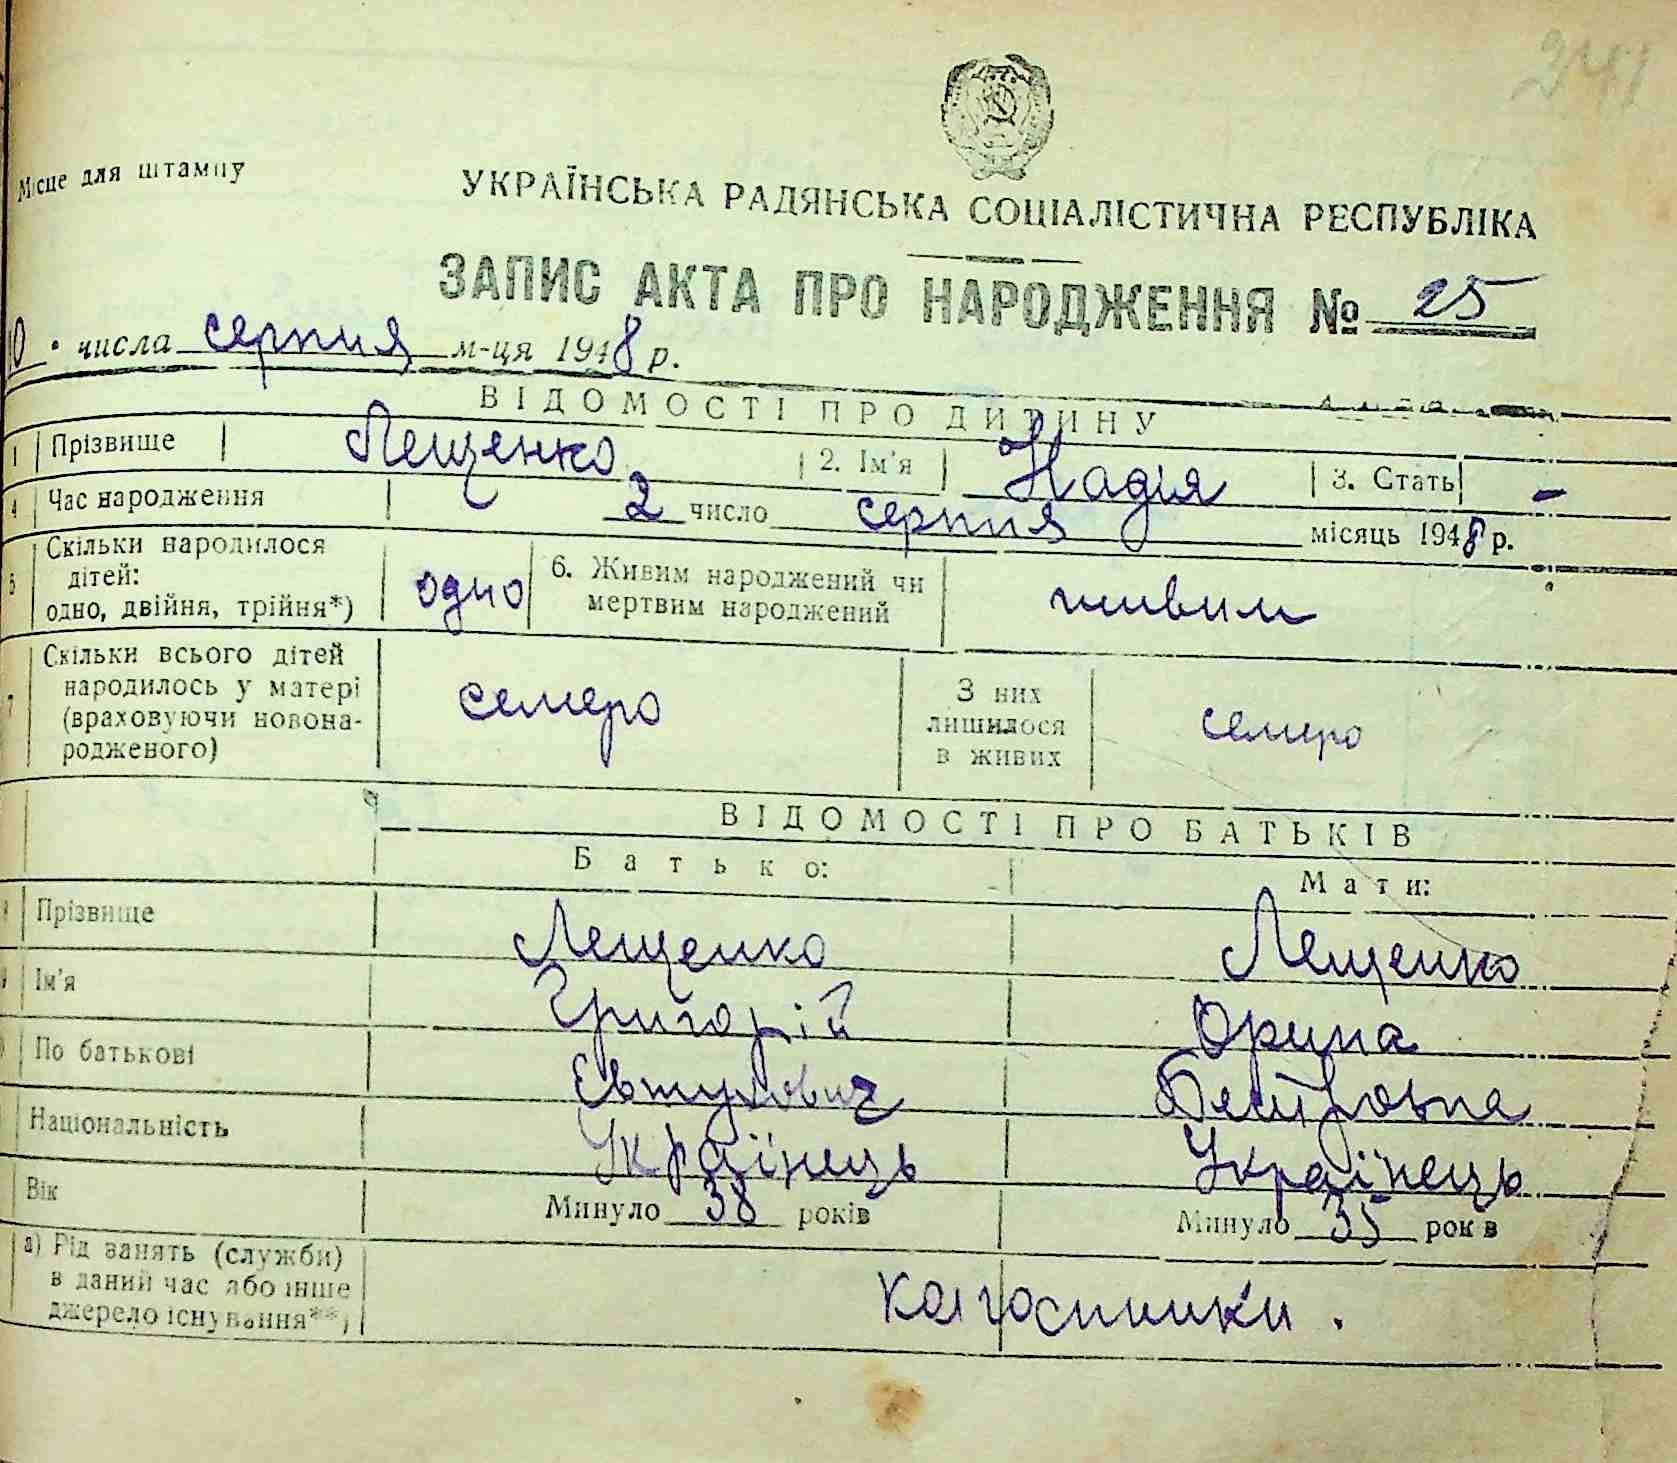 241
Місце для штампу
УКРАЇНСЬКА РАДЯНСЬКА СОЦІАЛІСТИЧНА РЕСПУБЛІКА
ЗАПИС АКТА ПРО НАРОДЖЕННЯ № 25
10 числа серпня м-ця 1948 р.
ВІДОМОСТІ ПРО ДИТИНУ
1 Прізвище Лещенко 2. Ім'я Надія 3. Стать -
4 Час народження 2 число серпня місяць 1948 р.
5 Скільки народилося
дітей:
одно, двійня, трійня*) одно 6. Живим народжений чи
мертвим народжений живим
7 Скільки всього дітей
народилось у матері
(враховуючи новона-
родженого) семеро З них
лишилося
в живих семеро
ВІДОМОСТІ ПРО БАТЬКІВ
Батько: Мати:
Прізвище Лещенко Лещенко
Ім'я Григорій Орина
По батькові Євтухович
Національність Українець Українець
Вік Минуло 38 років Минуло 35 років
а) Рід занять (служби)
в даний час або інше
джерело існування**) колгоспники.